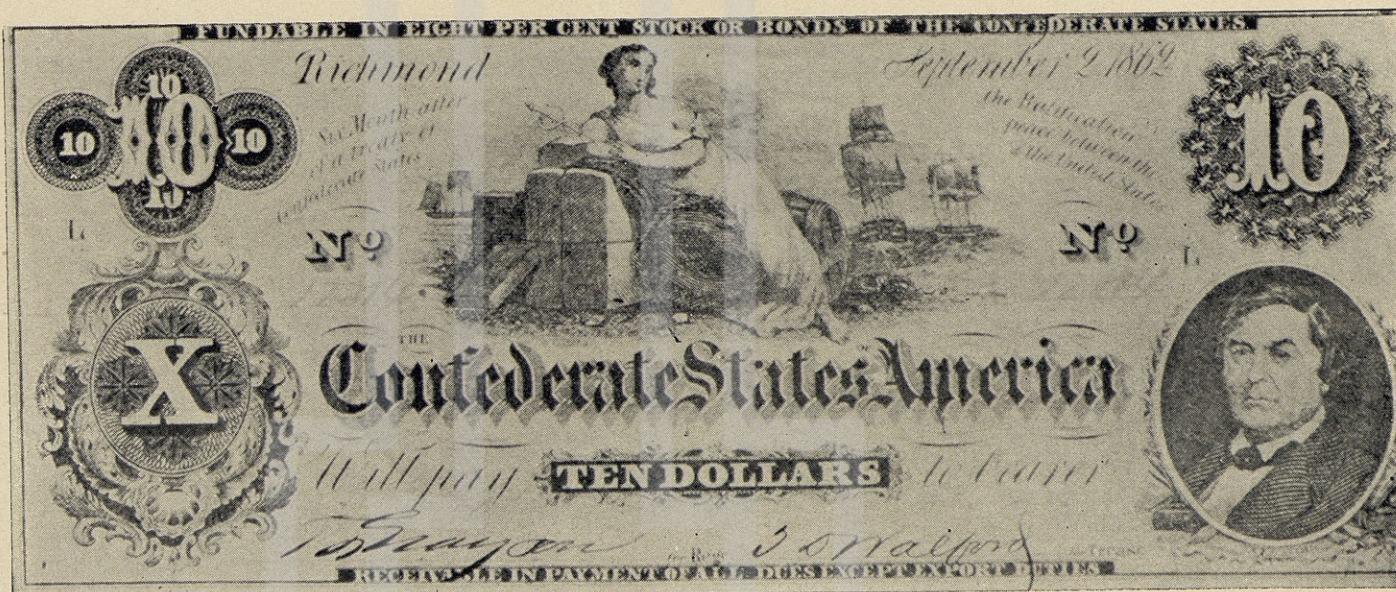 FUNDABLE IN EIGHT PER CENT STOCK OR BONDS OF THE CONFEDERATE STATES
Richmond September 2 1862
10 10 10 10 10
Six Month after the Ratification
of a treaty of peace between the
Confederate States & the United States
No No
X
THE
Confederate States America
Will pay TEN DOLLARS to bearer
for Treasr
RECEIVABLE IN PAYMENT OF ALL DUES EXCEPT EXPORT DUTIES